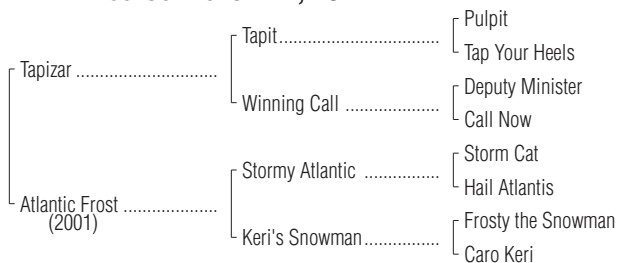 Pulpit
Tapit
Tap Your Heels
Tapizar
Deputy Minister
Winning Call
Call Now
Storm Cat
Stormy Atlantic
Hail Atlantis
Atlantic Frost
(2001)
Frosty the Snowman
Keri's Snowman
Caro Keri